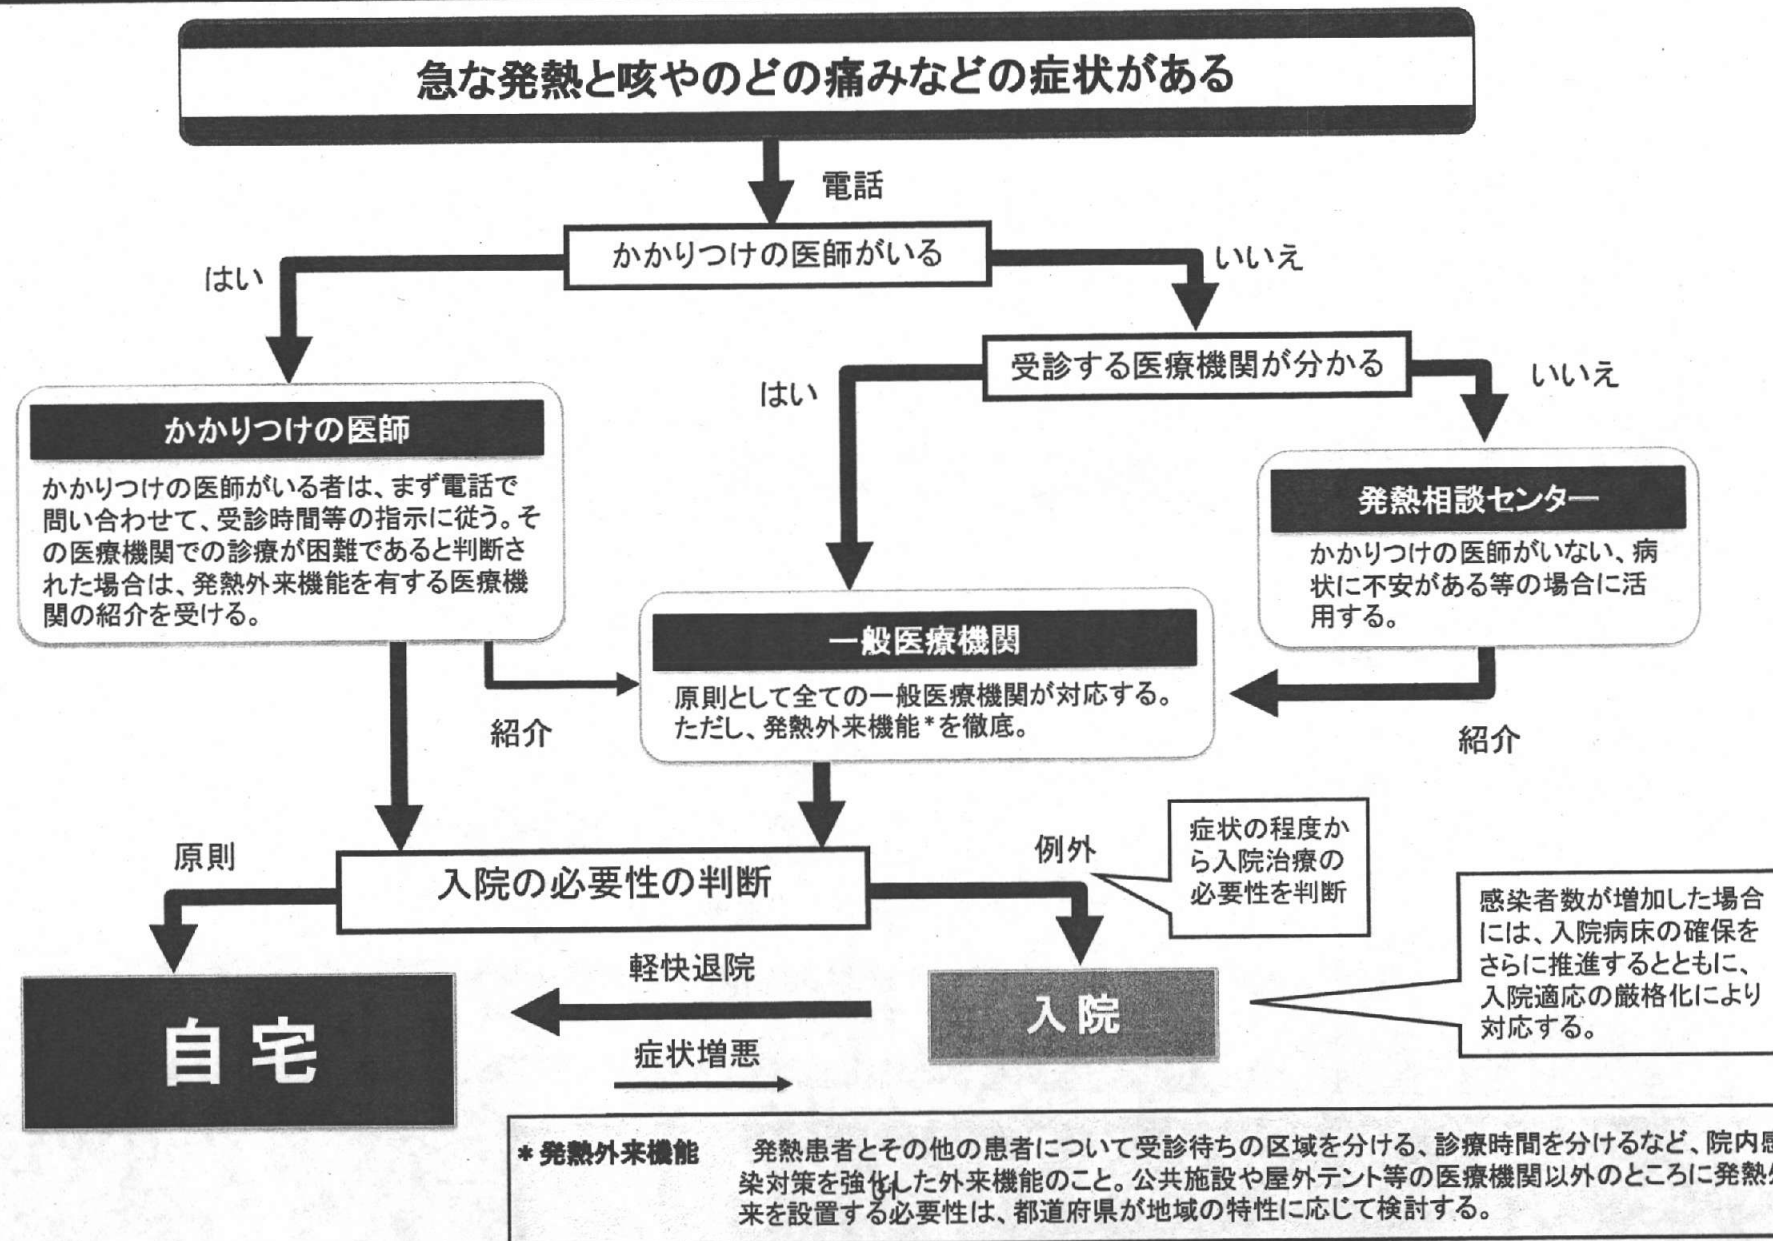 急な発熱と咳やのどの痛みなどの症状がある
電話
かかりつけの医師がいる
はい
いいえ
受診する医療機関が分かる
はい
いいえ
かかりつけの医師
かかりつけの医師がいる者は、まず電話で
問い合わせて、受診時間等の指示に従う。そ
の医療機関での診療が困難であると判断さ
れた場合は、発熱外来機能を有する医療機
関の紹介を受ける。
発熱相談センター
かかりつけの医師がいない、病
状に不安がある等の場合に活
用する。
一般医療機関
原則として全ての一般医療機関が対応する。
ただし、発熱外来機能*を徹底。
紹介
紹介
原則
入院の必要性の判断
例外
症状の程度か
ら入院治療の
必要性を判断
感染者数が増加した場合
には、入院病床の確保を
さらに推進するとともに、
入院適応の厳格化により
対応する。
軽快退院
自宅
入院
症状増悪
*発熱外来機能
発熱患者とその他の患者について受診待ちの区域を分ける、診療時間を分けるなど、院内感
染対策を強化した外来機能のこと。公共施設や屋外テント等の医療機関以外のところに発熱外
来を設置する必要性は、都道府県が地域の特性に応じて検討する。